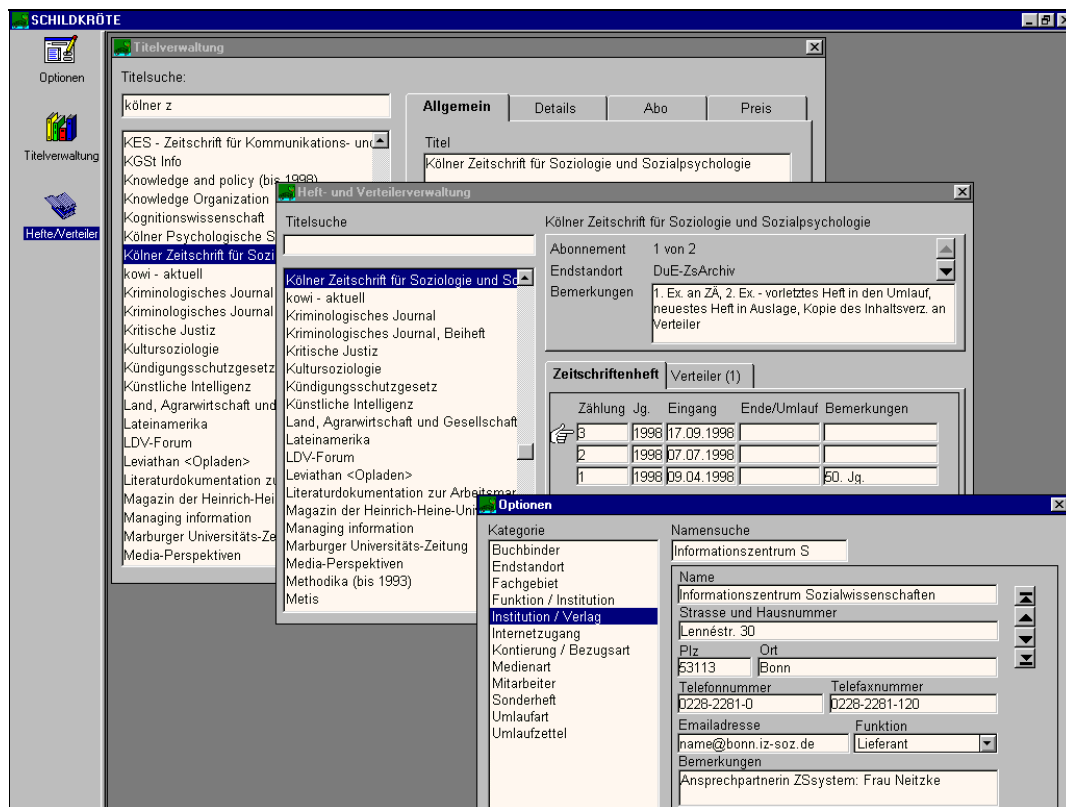 SCHILDKRÖTE
Optionen
Titelverwaltung
Hefte/Verteiler
Titelverwaltung
Titelsuche:
kölner z
KES - Zeitschrift für Kommunikations- und
KGSt Info
Knowledge and policy (bis 1998)
Knowledge Organization
Kognitionswissenschaft
Kölner Psychologische S
Kölner Zeitschrift für Sozi
kowi - aktuell
Kriminologisches Journal
Kriminologisches Journal
Kritische Justiz
Kultursoziologie
Kündigungsschutzgesetz
Künstliche Intelligenz
Land, Agrarwirtschaft und
Lateinamerika
LDV-Forum
Leviathan <Opladen>
Literaturdokumentation zu
Magazin der Heinrich-Hei
Managing information
Marburger Universitäts-Ze
Media-Perspektiven
Allgemein Details Abo Preis
Titel
Kölner Zeitschrift für Soziologie und Sozialpsychologie
Heft- und Verteilerverwaltung
Titelsuche
Kölner Zeitschrift für Soziologie und So
kowi - aktuell
Kriminologisches Journal
Kriminologisches Journal, Beiheft
Kritische Justiz
Kultursoziologie
Kündigungsschutzgesetz
Künstliche Intelligenz
Land, Agrarwirtschaft und Gesellschaft
Lateinamerika
LDV-Forum
Leviathan <Opladen>
Literaturdokumentation zur Arbeitsmar
Magazin der Heinrich-Heine-Uni
Managing information
Marburger Universitäts-Zeitung
Media-Perspektiven
Methodika (bis 1993)
Metis
Kölner Zeitschrift für Soziologie und Sozialpsychologie
Abonnement 1 von 2
Endstandort DuE-ZsArchiv
Bemerkungen 1. Ex. an ZÄ, 2. Ex. - vorletztes Heft in den Umlauf,
neuestes Heft in Auslage, Kopie des Inhaltsverz. an
Verteiler
Zeitschriftenheft Verteiler (1)
Zählung Jg. Eingang Ende/Umlauf Bemerkungen
3 1998 17.09.1998
2 1998 07.07.1998
1 1998 09.04.1998 50. Jg.
Optionen
Kategorie
Buchbinder
Endstandort
Fachgebiet
Funktion / Institution
Institution / Verlag
Internetzugang
Kontierung / Bezugsart
Medienart
Mitarbeiter
Sonderheft
Umlaufart
Umlaufzettel
Namensuche
Informationszentrum S
Name
Informationszentrum Sozialwissenschaften
Strasse und Hausnummer
Lennéstr. 30
Plz Ort
53113 Bonn
Telefonnummer Telefaxnummer
0228-2281-0 0228-2281-120
Emailadresse Funktion
name@bonn.iz-soz.de Lieferant
Bemerkungen
Ansprechpartnerin ZSsystem: Frau Neitzke